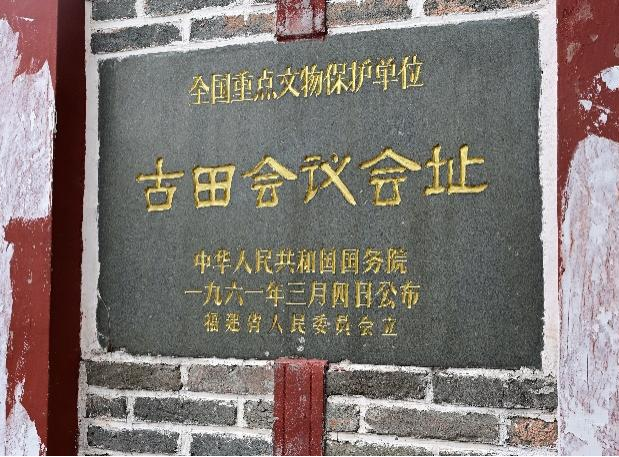 全国重点文物保护单位
古田会议会址
中华人民共和国国务院
一九六一年三月四日公布
福建省人民委员会立